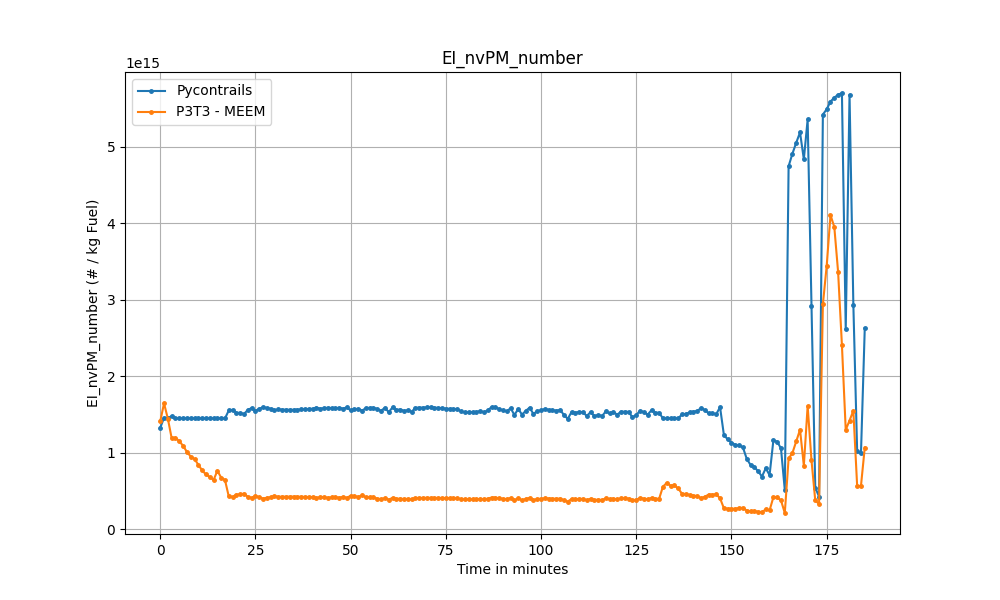 EI_nvPM_number
1e15
Pycontrails
P3T3 - MEEM
EI_nvPM_number (# / kg Fuel)
5
4
3
2
1
0
0 25 50 75 100 125 150 175
Time in minutes